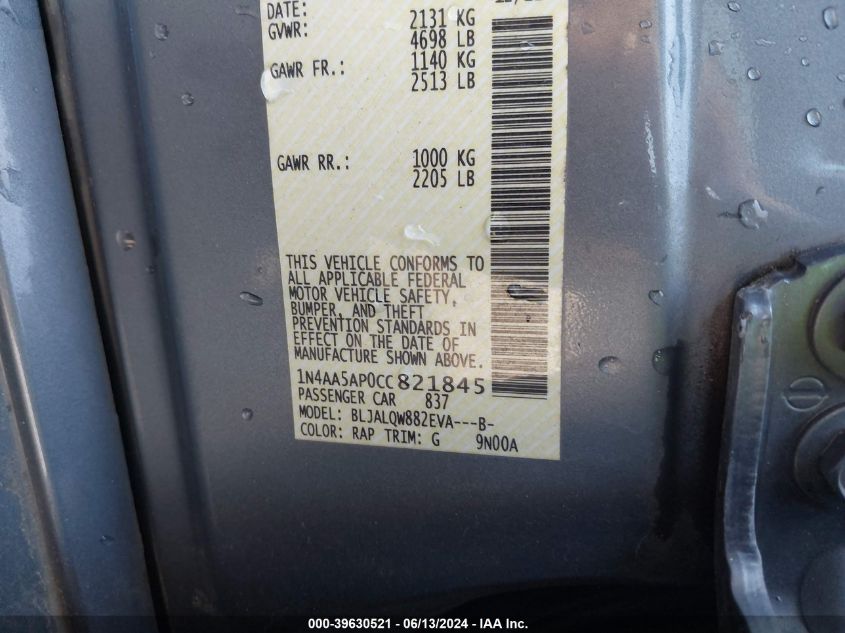 DATE:
GVWR: 2131 KG
4698 LB
GAWR FR.: 1140 KG
2513 LB
GAWR RR.: 1000 KG
2205 LB
THIS VEHICLE CONFORMS TO
ALL APPLICABLE FEDERAL
MOTOR VEHICLE SAFETY,
BUMPER, AND THEFT
PREVENTION STANDARDS IN
EFFECT ON THE DATE OF
MANUFACTURE SHOWN ABOVE.
1N4AA5AP0CC821845
PASSENGER CAR 837
MODEL: BLJALQW882EVA---B-
COLOR: RAP TRIM: G 9N00A
000-39630521 - 06/13/2024 - IAA Inc.